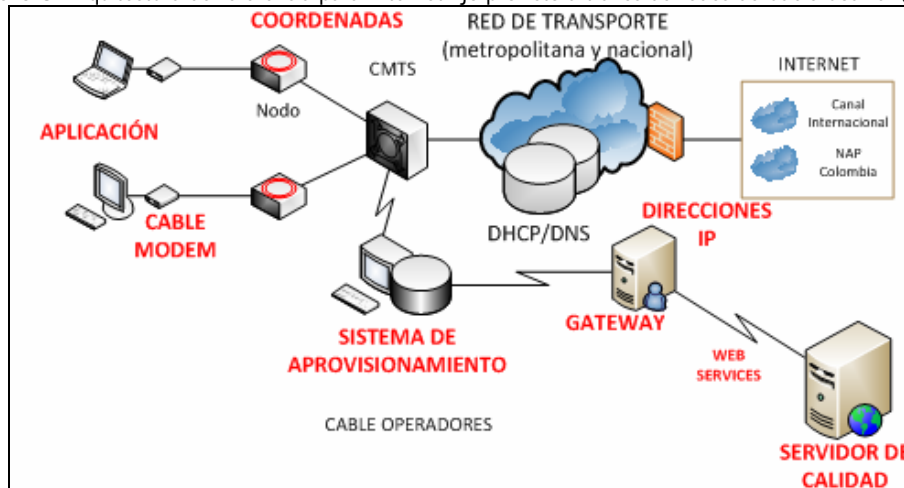 COORDENADAS
RED DE TRANSPORTE
(metropolitana y nacional)
CMTS
INTERNET
Nodo
Canal
Internacional
NAP
Colombia
APLICACIÓN
CABLE
MODEM
DHCP/DNS
DIRECCIONES
IP
SISTEMA DE
APROVISIONAMIENTO
GATEWAY
WEB
SERVICES
CABLE OPERADORES
SERVIDOR DE
CALIDAD